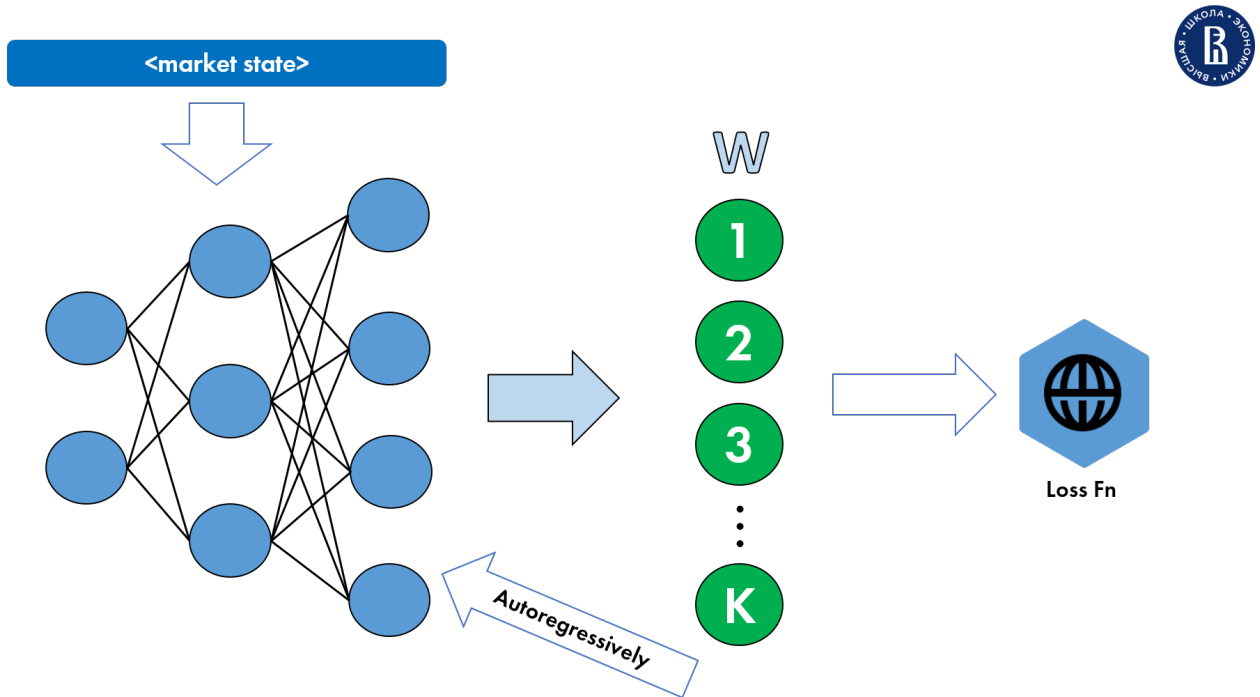 <market state>
ВЫСШАЯ • ШКОЛА • ЭКОНОМИКИ •
W
1
2
3
K
Autoregressively
Loss Fn